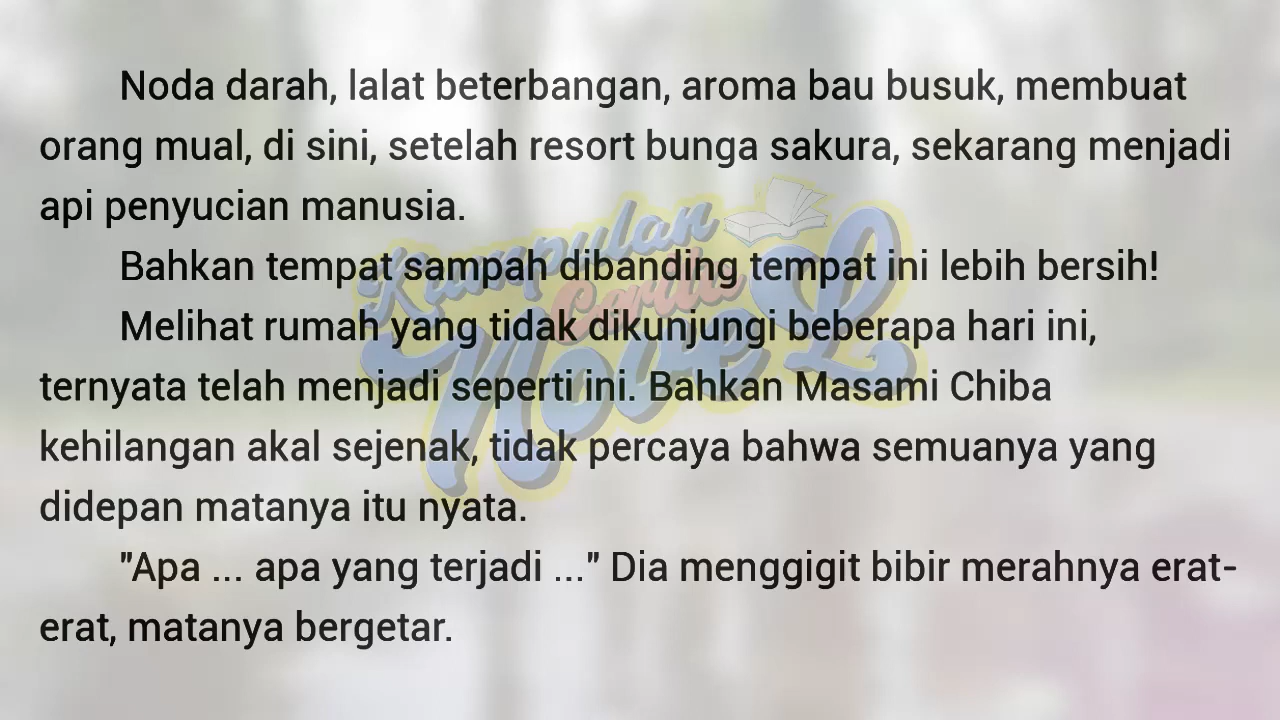 Noda darah, lalat beterbangan, aroma bau busuk, membuat
orang mual, di sini, setelah resort bunga sakura, sekarang menjadi
api penyucian manusia.
Bahkan tempat sampah dibanding tempat ini lebih bersih!
Melihat rumah yang tidak dikunjungi beberapa hari ini,
ternyata telah menjadi seperti ini. Bahkan Masami Chiba
kehilangan akal sejenak, tidak percaya bahwa semuanya yang
didepan matanya itu nyata.
"Apa ... apa yang terjadi ..." Dia menggigit bibir merahnya erat-
erat, matanya bergetar.
Kumpulan
Cerita
Novel